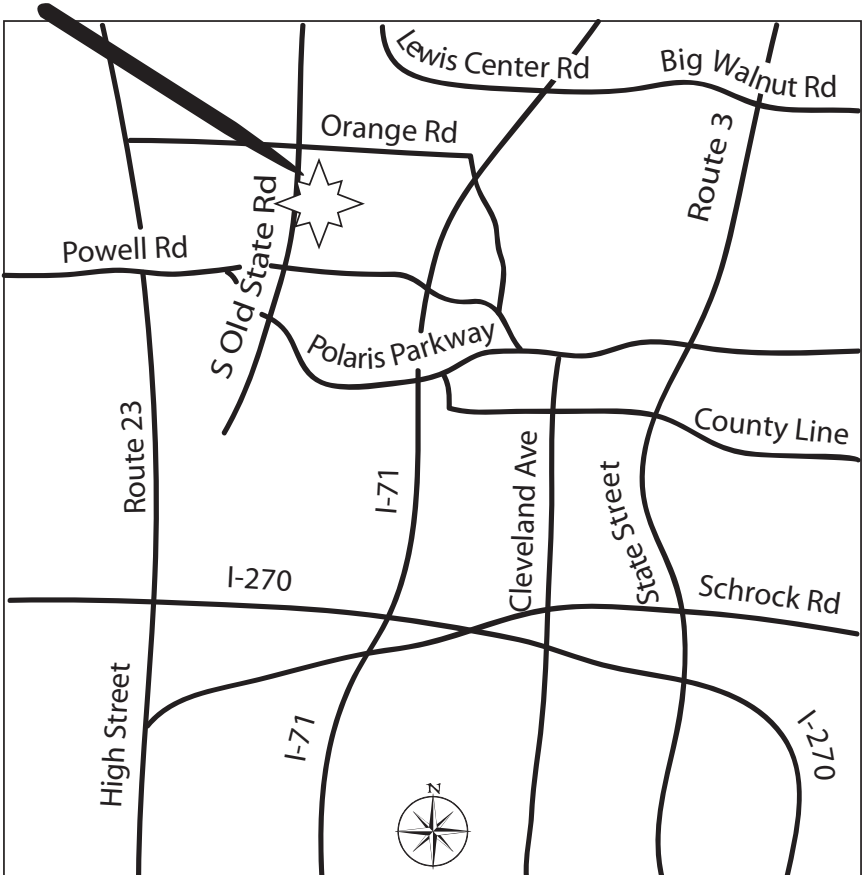 Lewis Center Rd
Big Walnut Rd
Orange Rd
Route 3
S Old State Rd
Powell Rd
Polaris Parkway
County Line
Route 23
I-71
Cleveland Ave
State Street
I-270
Schrock Rd
High Street
I-71
I-270
N